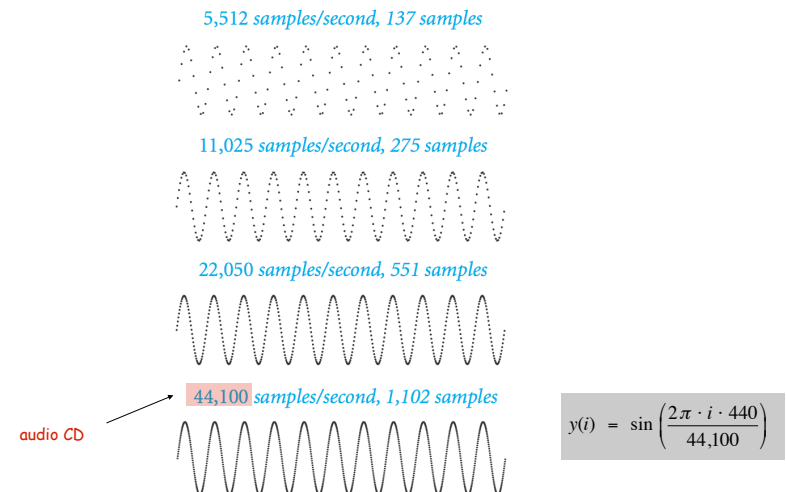 5,512 samples/second, 137 samples
11,025 samples/second, 275 samples
22,050 samples/second, 551 samples
44,100 samples/second, 1,102 samples
audio CD
y(i) = sin (2π · i · 440 / 44,100)